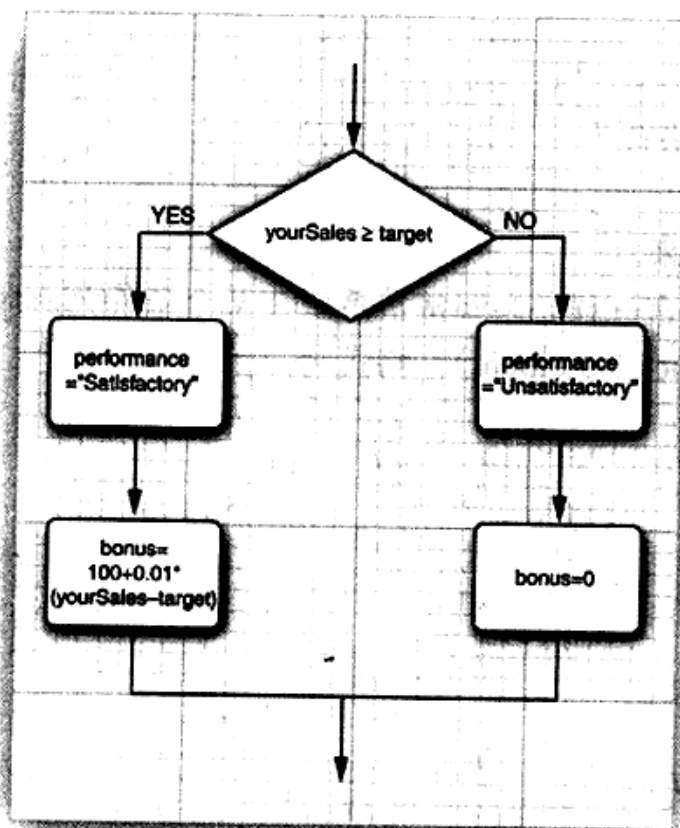 yourSales ≥ target
YES
NO
performance
="Satisfactory"
performance
="Unsatisfactory"
bonus=
100+0.01*
(yourSales–target)
bonus=0